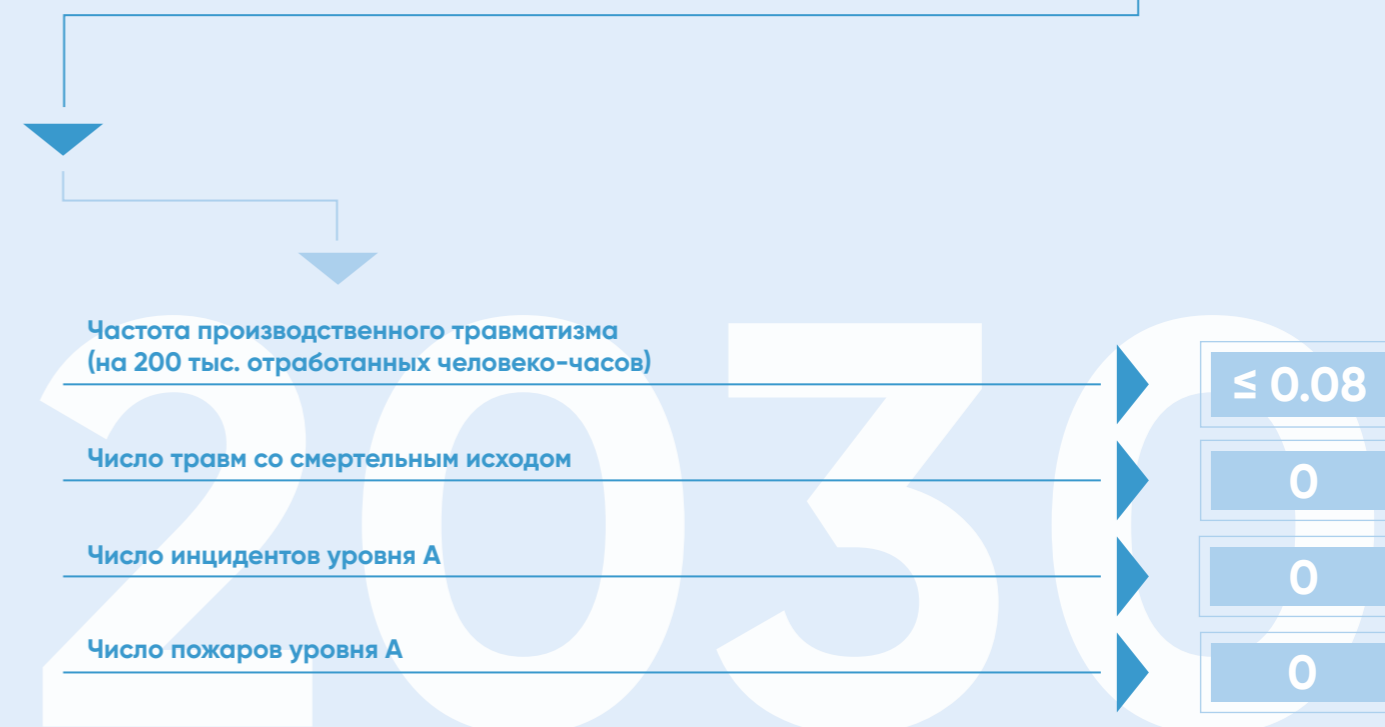 2030
Частота производственного травматизма
(на 200 тыс. отработанных человеко-часов)
≤ 0.08
Число травм со смертельным исходом
0
Число инцидентов уровня А
0
Число пожаров уровня А
0